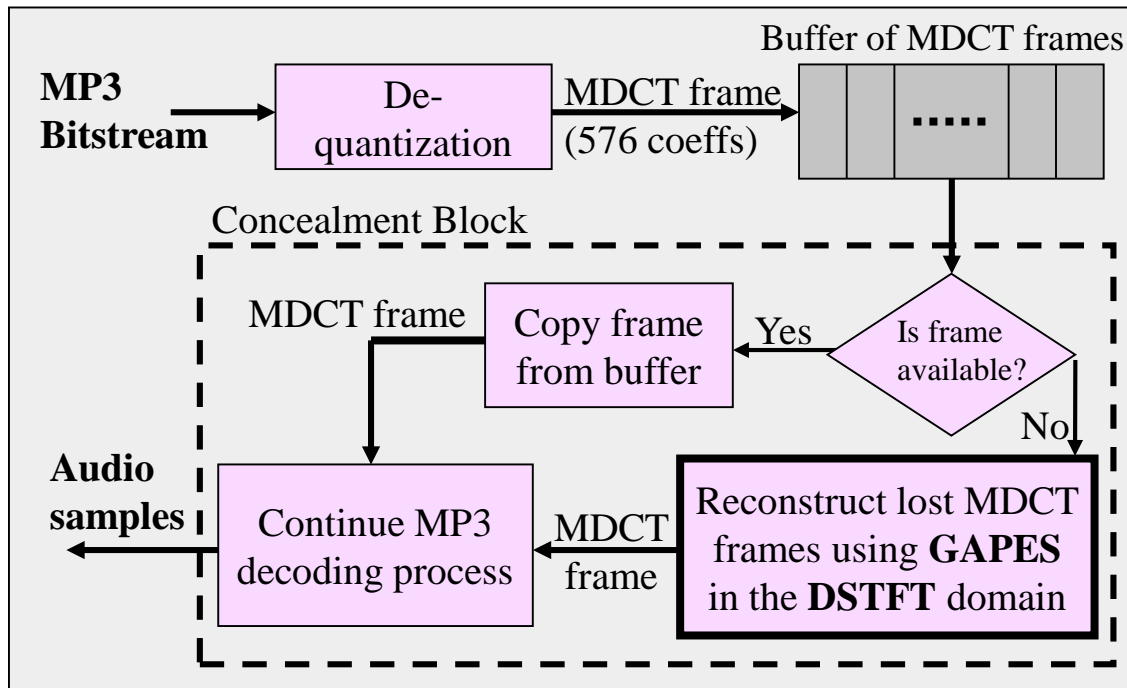 Buffer of MDCT frames
MP3
Bitstream
De-
quantization
MDCT frame
(576 coeffs)
.....
Concealment Block
Is frame
available?
Yes
No
Copy frame
from buffer
MDCT frame
Reconstruct lost MDCT
frames using GAPES
in the DSTFT domain
MDCT
frame
Continue MP3
decoding process
Audio
samples